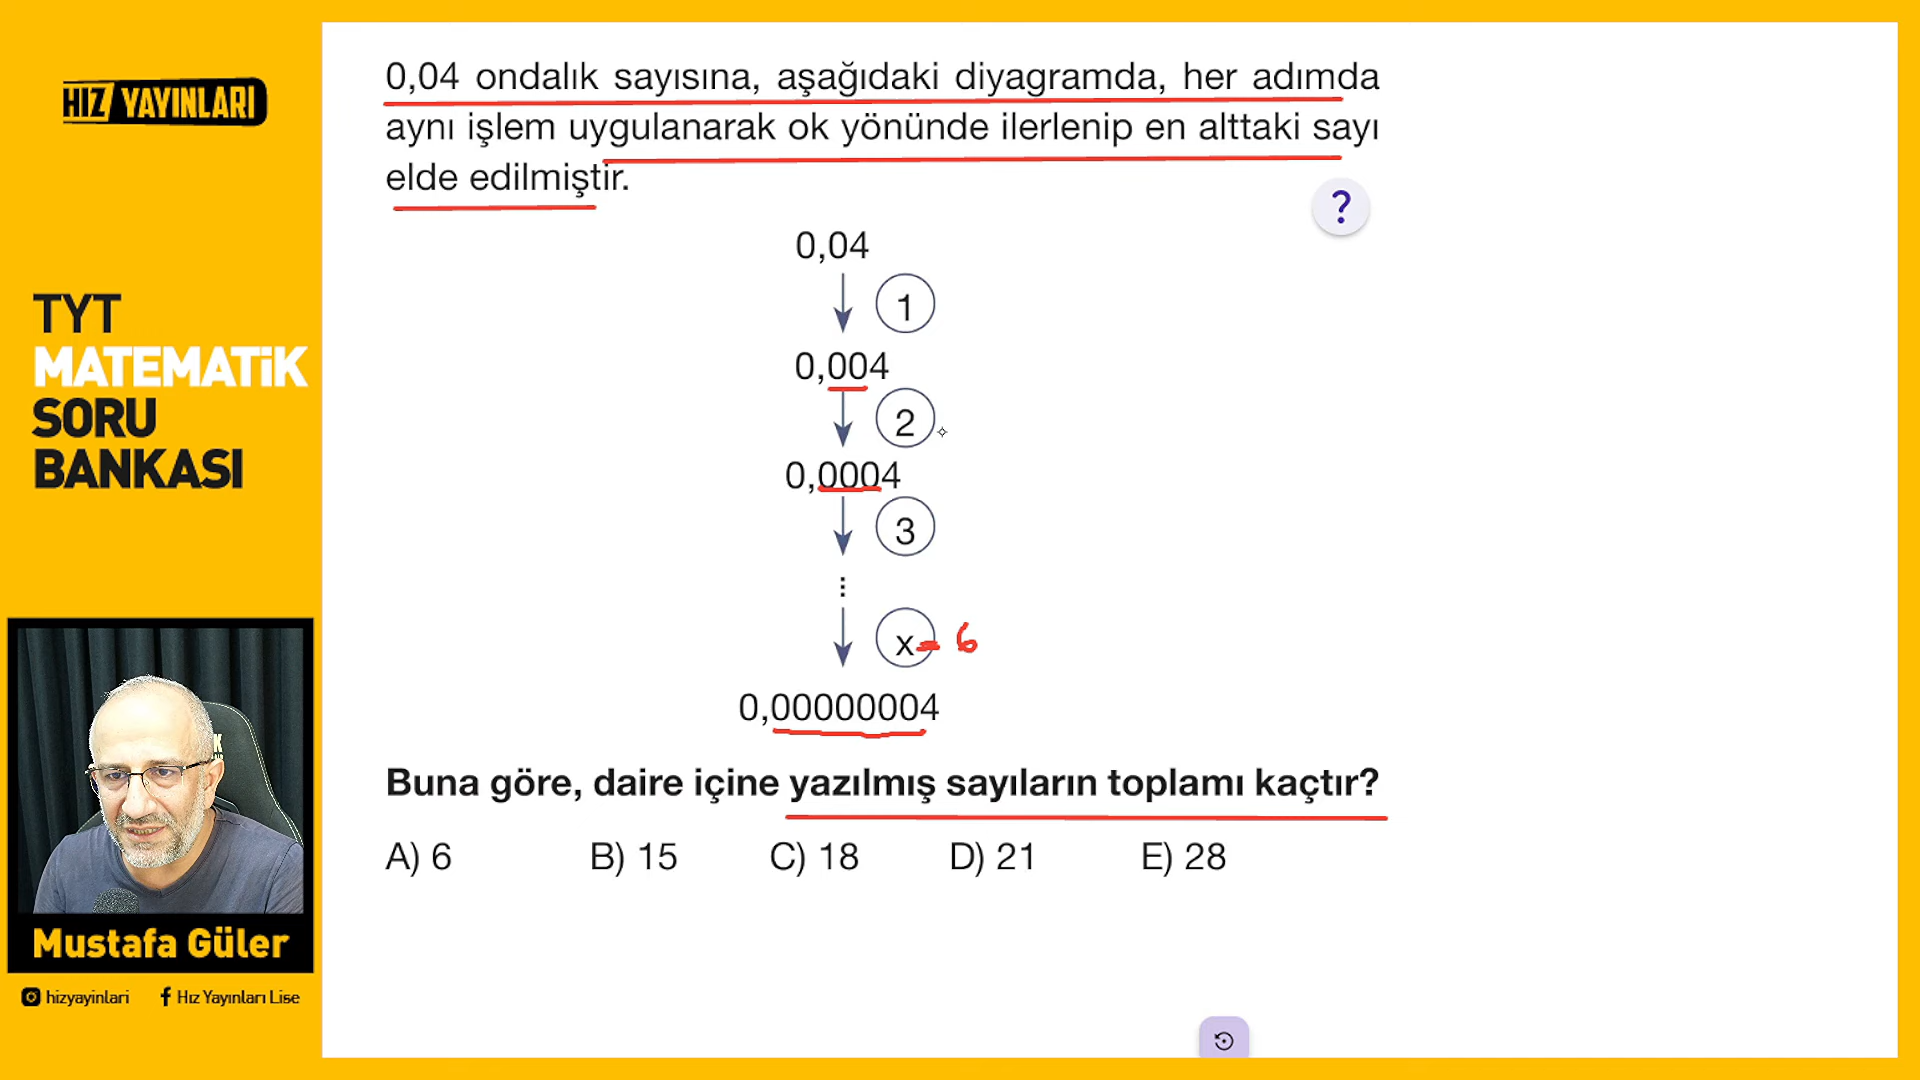 HIZ YAYINLARI
TYT
MATEMATiK
SORU
BANKASI
0,04 ondalık sayısına, aşağıdaki diyagramda, her adımda
aynı işlem uygulanarak ok yönünde ilerlenip en alttaki sayı
elde edilmiştir.
?
0,04
1
0,004
2
0,0004
3
⋮
x = 6
0,00000004
Buna göre, daire içine yazılmış sayıların toplamı kaçtır?
A) 6 B) 15 C) 18 D) 21 E) 28
Mustafa Güler
hizyayinlari Hız Yayınları Lise